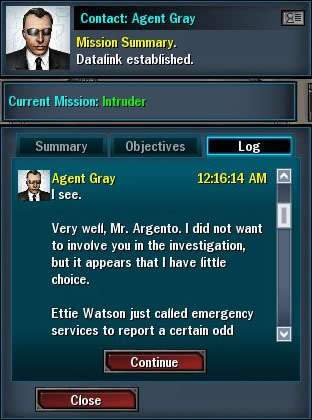 Contact: Agent Gray
Mission Summary.
Datalink established.
Current Mission: Intruder
Summary
Objectives
Log
Agent Gray
12:16:14 AM
I see.
Very well, Mr. Argento. I did not want
to involve you in the investigation,
but it appears that I have little
choice.
Ettie Watson just called emergency
services to report a certain odd
Continue
Close